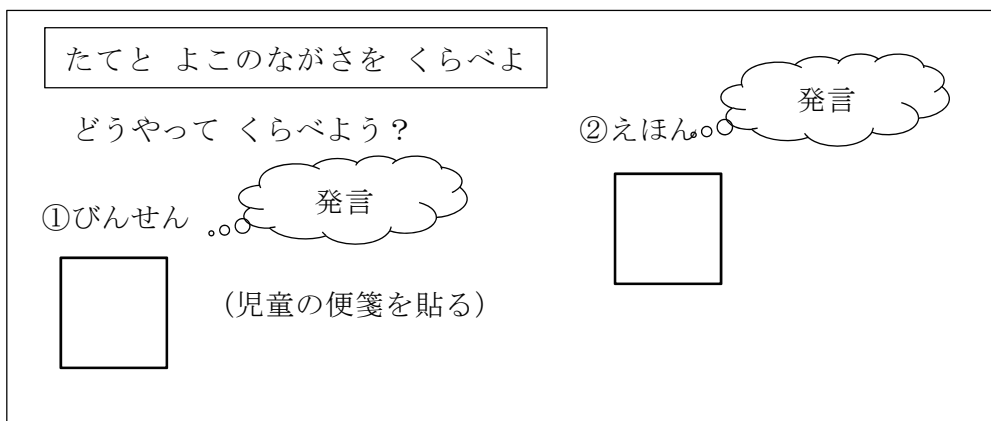 たてと よこのながさを くらべよ
どうやって くらべよう？
①びんせん
発言
(児童の便箋を貼る)
②えほん
発言